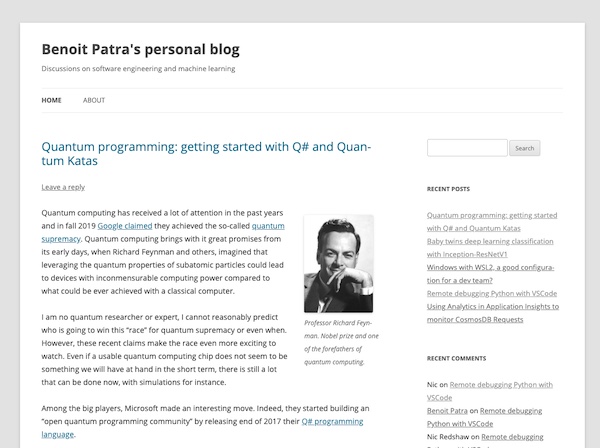 Benoit Patra's personal blog
Discussions on software engineering and machine learning
HOME
ABOUT
Quantum programming: getting started with Q# and Quan-
tum Katas
Leave a reply
Quantum computing has received a lot of attention in the past years
and in fall 2019 Google claimed they achieved the so-called quantum
supremacy. Quantum computing brings with it great promises from
its early days, when Richard Feynman and others, imagined that
leveraging the quantum properties of subatomic particles could lead
to devices with inconmensurable computing power compared to
what could be ever achieved with a classical computer.
Professor Richard Feyn-
man. Nobel prize and one
of the forefathers of
quantum computing.
I am no quantum researcher or expert, I cannot reasonably predict
who is going to win this "race" for quantum supremacy or even when.
However, these recent claims make the race even more exciting to
watch. Even if a usable quantum computing chip does not seem to be
something we will have at hand in the short term, there is still a lot
that can be done now, with simulations for instance.
Among the big players, Microsoft made an interesting move. Indeed, they started building an
"open quantum programming community" by releasing end of 2017 their Q# programming
language.
Search
RECENT POSTS
Quantum programming: getting started
with Q# and Quantum Katas
Baby twins deep learning classification
with Inception-ResNetV1
Windows with WSL2, a good configura-
tion for a dev team?
Remote debugging Python with VSCode
Using Analytics in Application Insights to
monitor CosmosDB Requests
RECENT COMMENTS
Nic on Remote debugging Python with
VSCode
Benoit Patra on Remote debugging
Python with VSCode
Nic Redshaw on Remote debugging